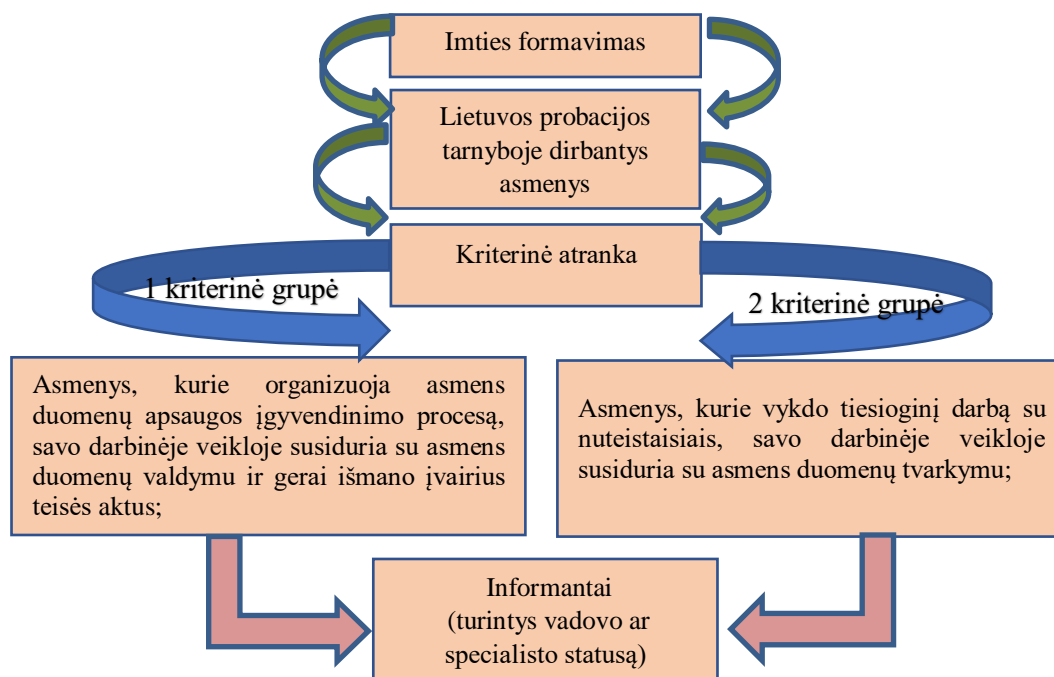 Imties formavimas
Lietuvos probacijos
tarnyboje dirbantys
asmenys
Kriterinė atranka
1 kriterinė grupė
2 kriterinė grupė
Asmenys, kurie organizuoja asmens
duomenų apsaugos įgyvendinimo procesą,
savo darbinėje veikloje susiduria su asmens
duomenų valdymu ir gerai išmano įvairius
teisės aktus;
Asmenys, kurie vykdo tiesioginį darbą su
nuteistaisiais, savo darbinėje veikloje
susiduria su asmens duomenų tvarkymu;
Informantai
(turintys vadovo ar
specialisto statusą)